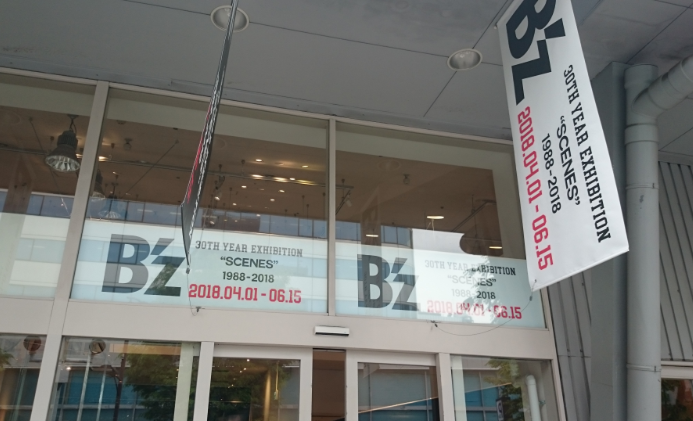 B'z
30TH YEAR EXHIBITION
"SCENES"
1988-2018
2018.04.01 - 06.15
B'z
30TH YEAR EXHIBITION
"SCENES"
1988-2018
2018.04.01 - 06.15
B'z
30TH YEAR EXHIBITION
"SCENES"
1988-2018
2018.04.01 - 06.15